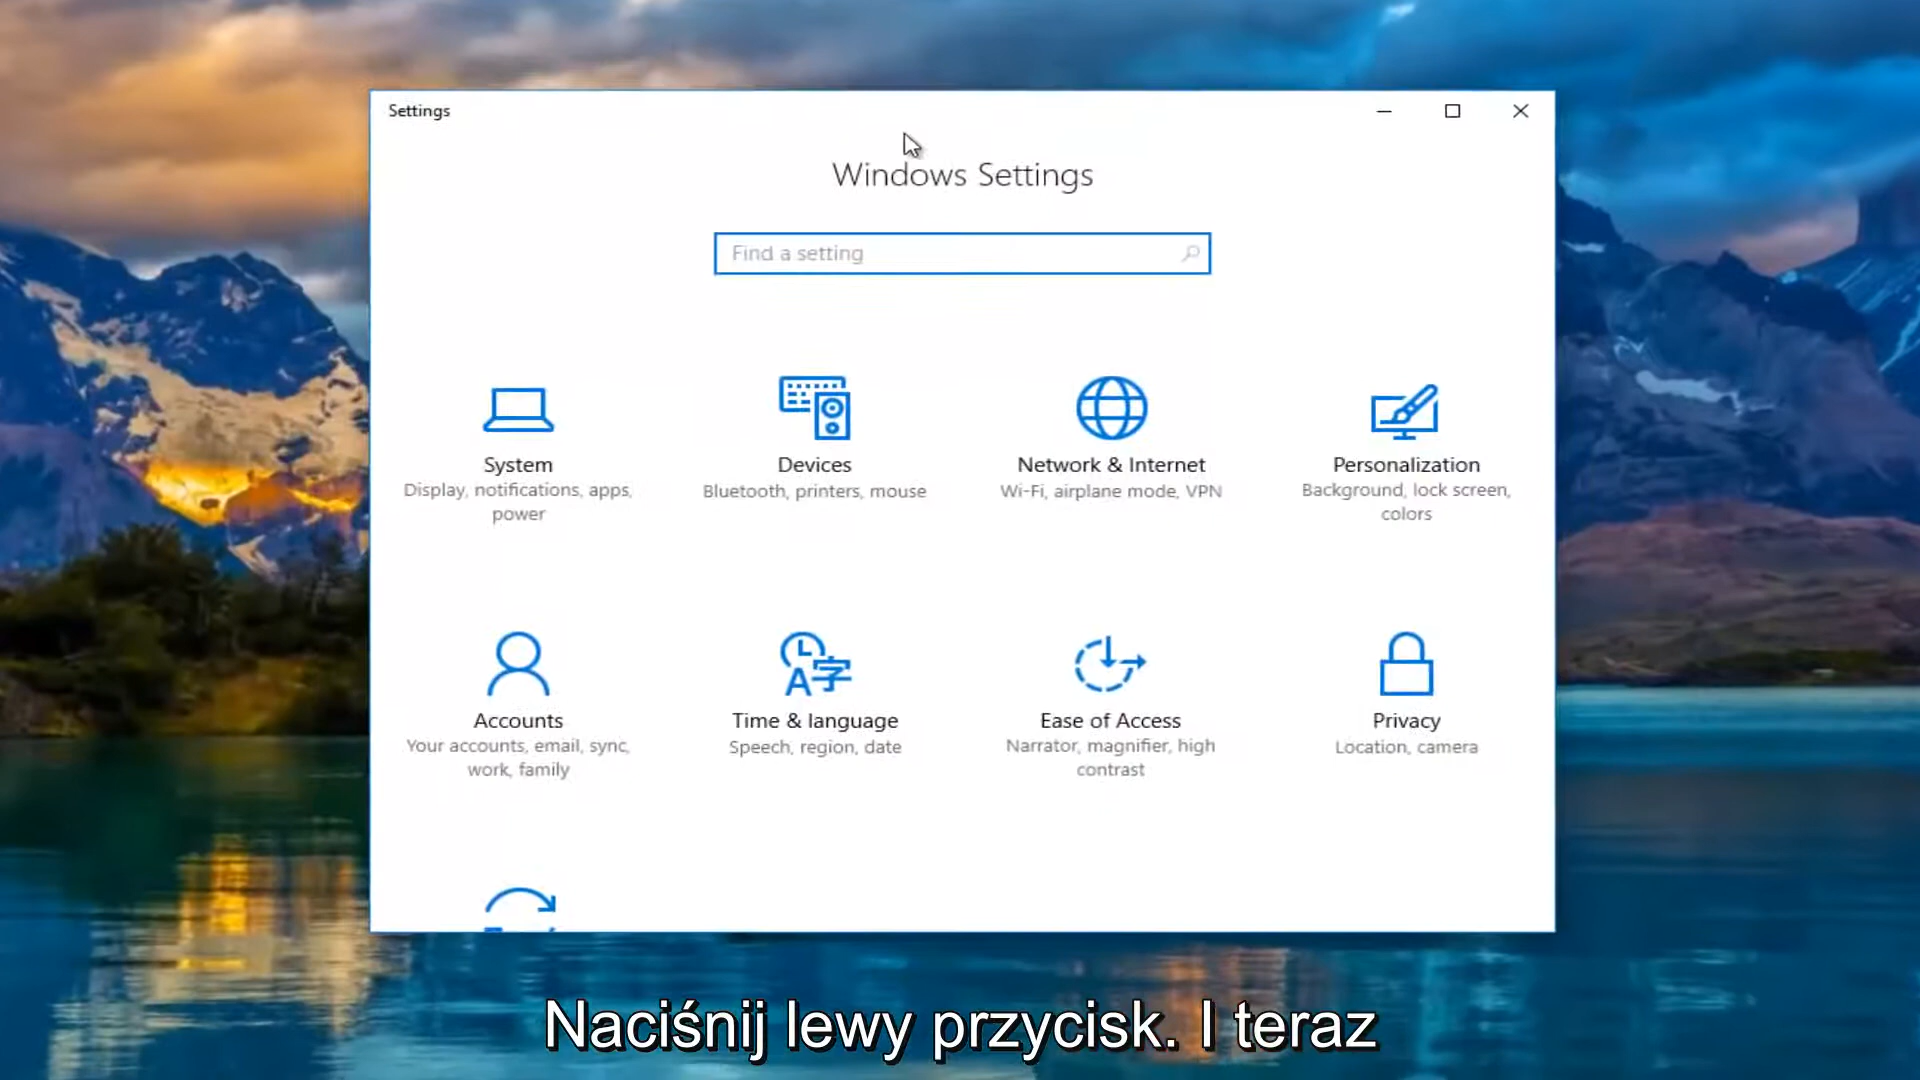 Settings
Windows Settings
Find a setting
System
Display, notifications, apps,
power
Devices
Bluetooth, printers, mouse
Network & Internet
Wi-Fi, airplane mode, VPN
Personalization
Background, lock screen,
colors
Accounts
Your accounts, email, sync,
work, family
Time & language
Speech, region, date
Ease of Access
Narrator, magnifier, high
contrast
Privacy
Location, camera
Naciśnij lewy przycisk. I teraz